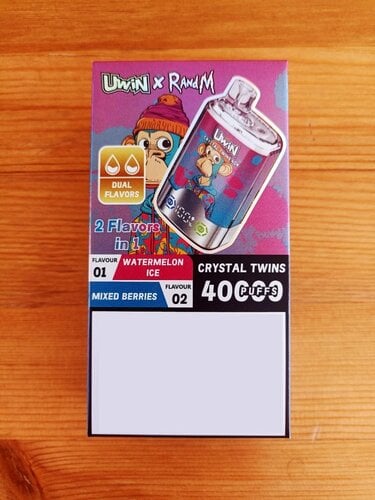 UWiN X RANDM
UWiN
DUAL
FLAVORS
2 Flavors
in 1
FLAVOUR
01
WATERMELON
ICE
MIXED BERRIES
FLAVOUR
02
CRYSTAL TWINS
40000
PUFFS